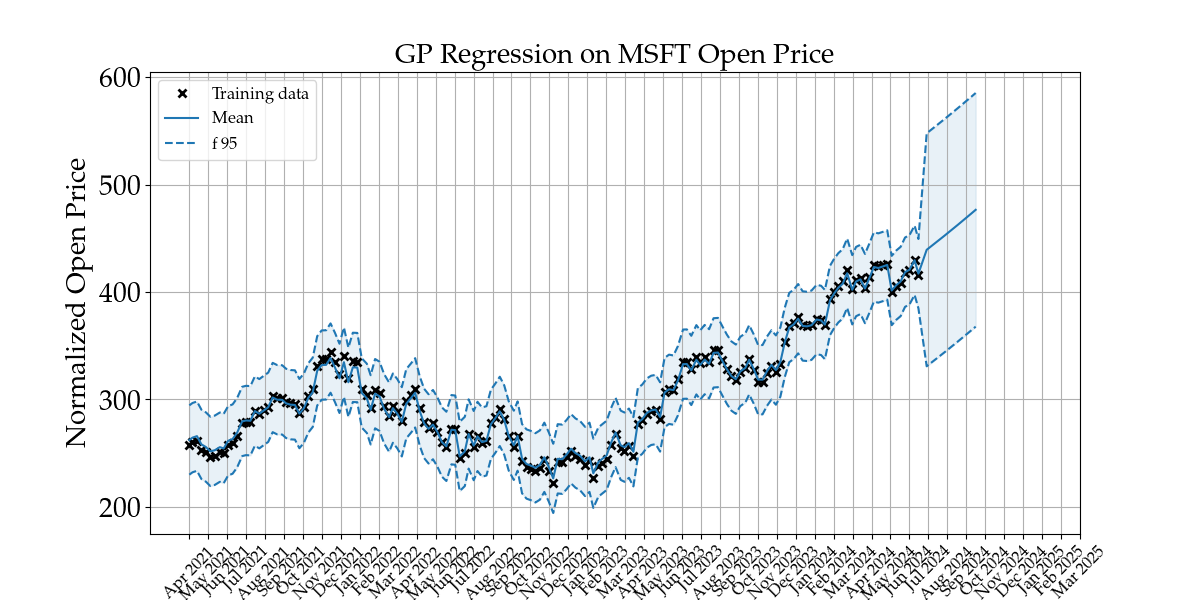 GP Regression on MSFT Open Price
Training data
Mean
f 95
Normalized Open Price
600
500
400
300
200
Apr 2021
May 2021
Jun 2021
Jul 2021
Aug 2021
Sep 2021
Oct 2021
Nov 2021
Dec 2021
Jan 2022
Feb 2022
Mar 2022
Apr 2022
May 2022
Jun 2022
Jul 2022
Aug 2022
Sep 2022
Oct 2022
Nov 2022
Dec 2022
Jan 2023
Feb 2023
Mar 2023
Apr 2023
May 2023
Jun 2023
Jul 2023
Aug 2023
Sep 2023
Oct 2023
Nov 2023
Dec 2023
Jan 2024
Feb 2024
Mar 2024
Apr 2024
May 2024
Jun 2024
Jul 2024
Aug 2024
Sep 2024
Oct 2024
Nov 2024
Dec 2024
Jan 2025
Feb 2025
Mar 2025